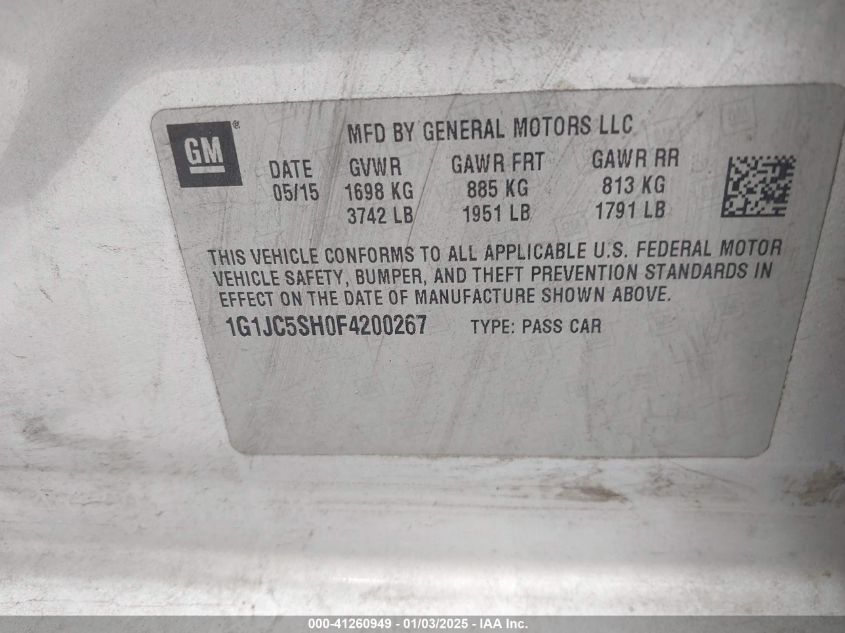 GM®
MFD BY GENERAL MOTORS LLC
DATE GVWR GAWR FRT GAWR RR
05/15 1698 KG 885 KG 813 KG
3742 LB 1951 LB 1791 LB
THIS VEHICLE CONFORMS TO ALL APPLICABLE U.S. FEDERAL MOTOR
VEHICLE SAFETY, BUMPER, AND THEFT PREVENTION STANDARDS IN
EFFECT ON THE DATE OF MANUFACTURE SHOWN ABOVE.
1G1JC5SH0F4200267 TYPE: PASS CAR
000-41260949 - 01/03/2025 - IAA Inc.